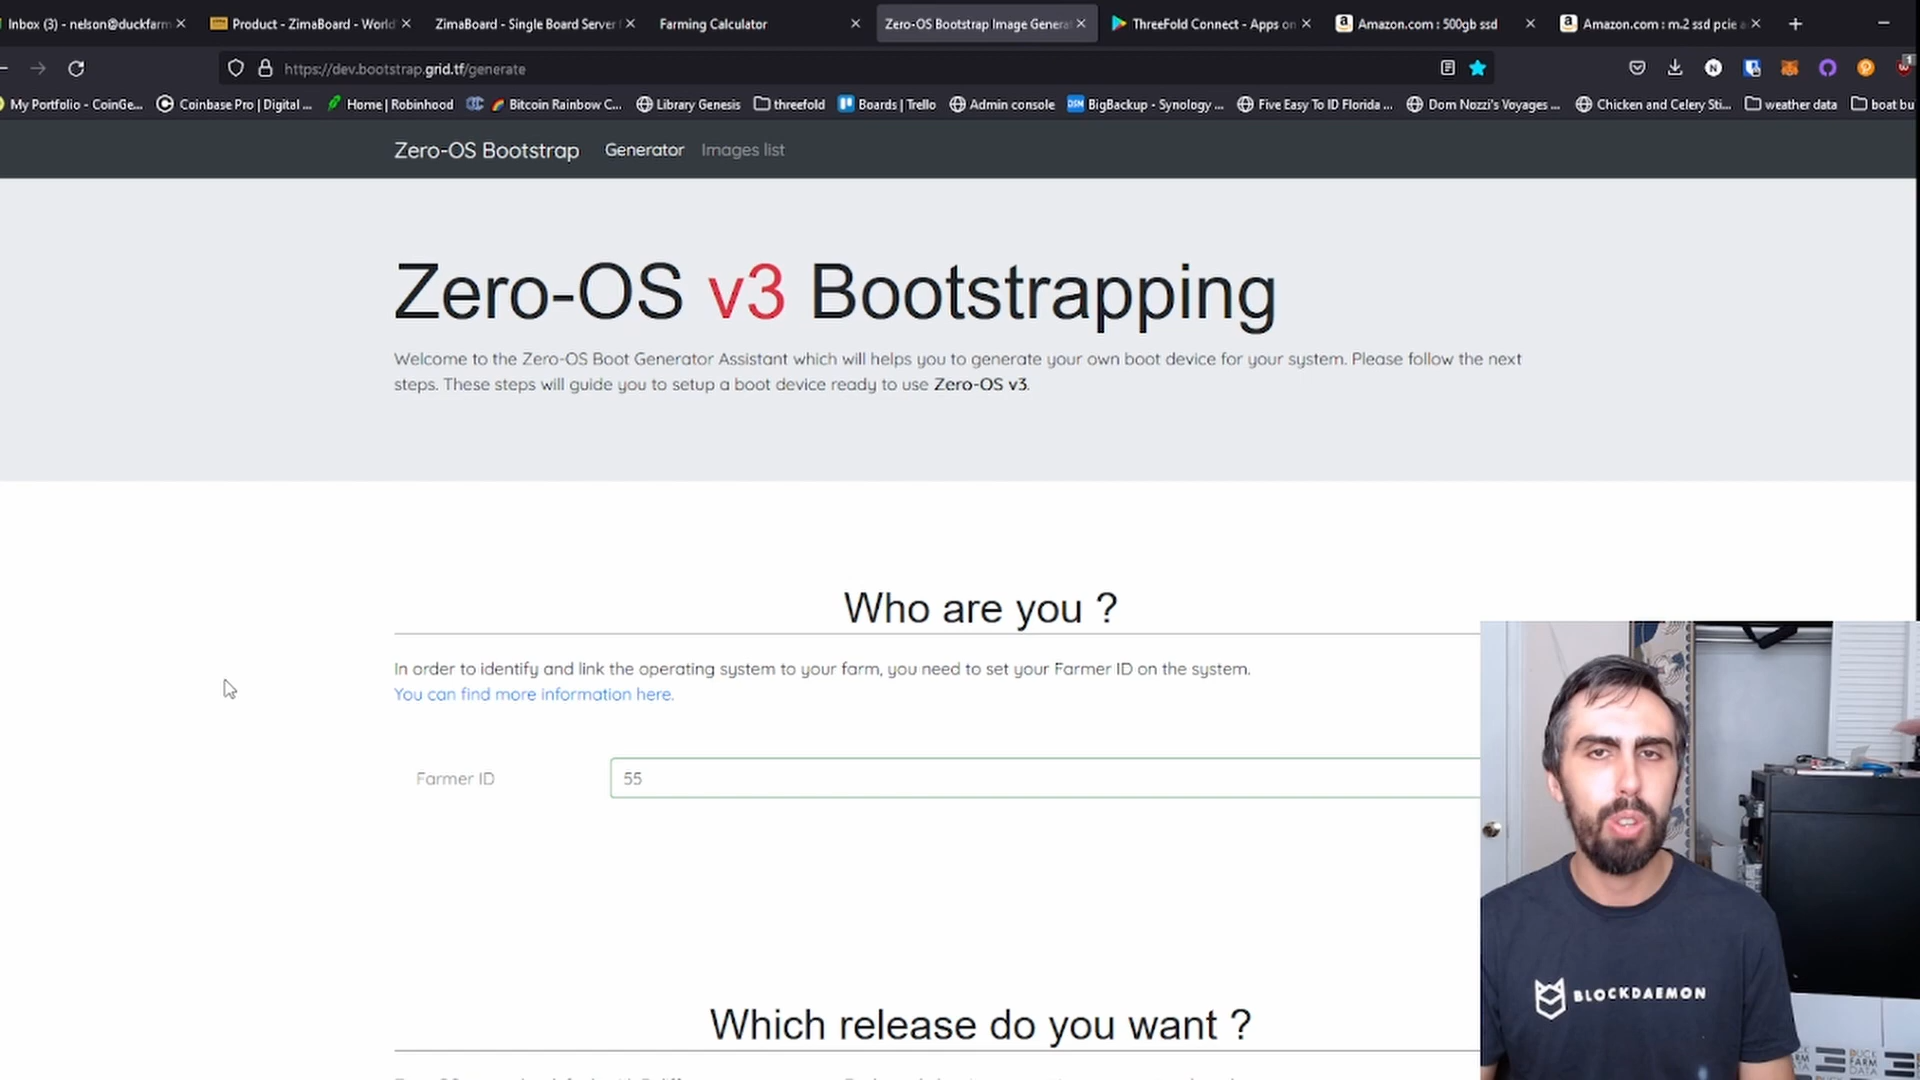 Inbox (3) - nelson@duckfarm
Product - ZimaBoard - World
ZimaBoard - Single Board Server
Farming Calculator
Zero-OS Bootstrap Image Genera
ThreeFold Connect - Apps on
Amazon.com : 500gb ssd
Amazon.com : m.2 ssd pcie a
https://dev.bootstrap.grid.tf/generate
My Portfolio - CoinGe...
Coinbase Pro | Digital ...
Home | Robinhood
Bitcoin Rainbow C...
Library Genesis
threefold
Boards | Trello
Admin console
BigBackup - Synology ...
Five Easy To ID Florida ...
Dom Nozzi's Voyages ...
Chicken and Celery Sti...
weather data
boat bu
Zero-OS Bootstrap
Generator
Images list
Zero-OS v3 Bootstrapping
Welcome to the Zero-OS Boot Generator Assistant which will helps you to generate your own boot device for your system. Please follow the next
steps. These steps will guide you to setup a boot device ready to use Zero-OS v3.
Who are you ?
In order to identify and link the operating system to your farm, you need to set your Farmer ID on the system.
You can find more information here.
Farmer ID
55
BLOCKDAEMON
Which release do you want ?